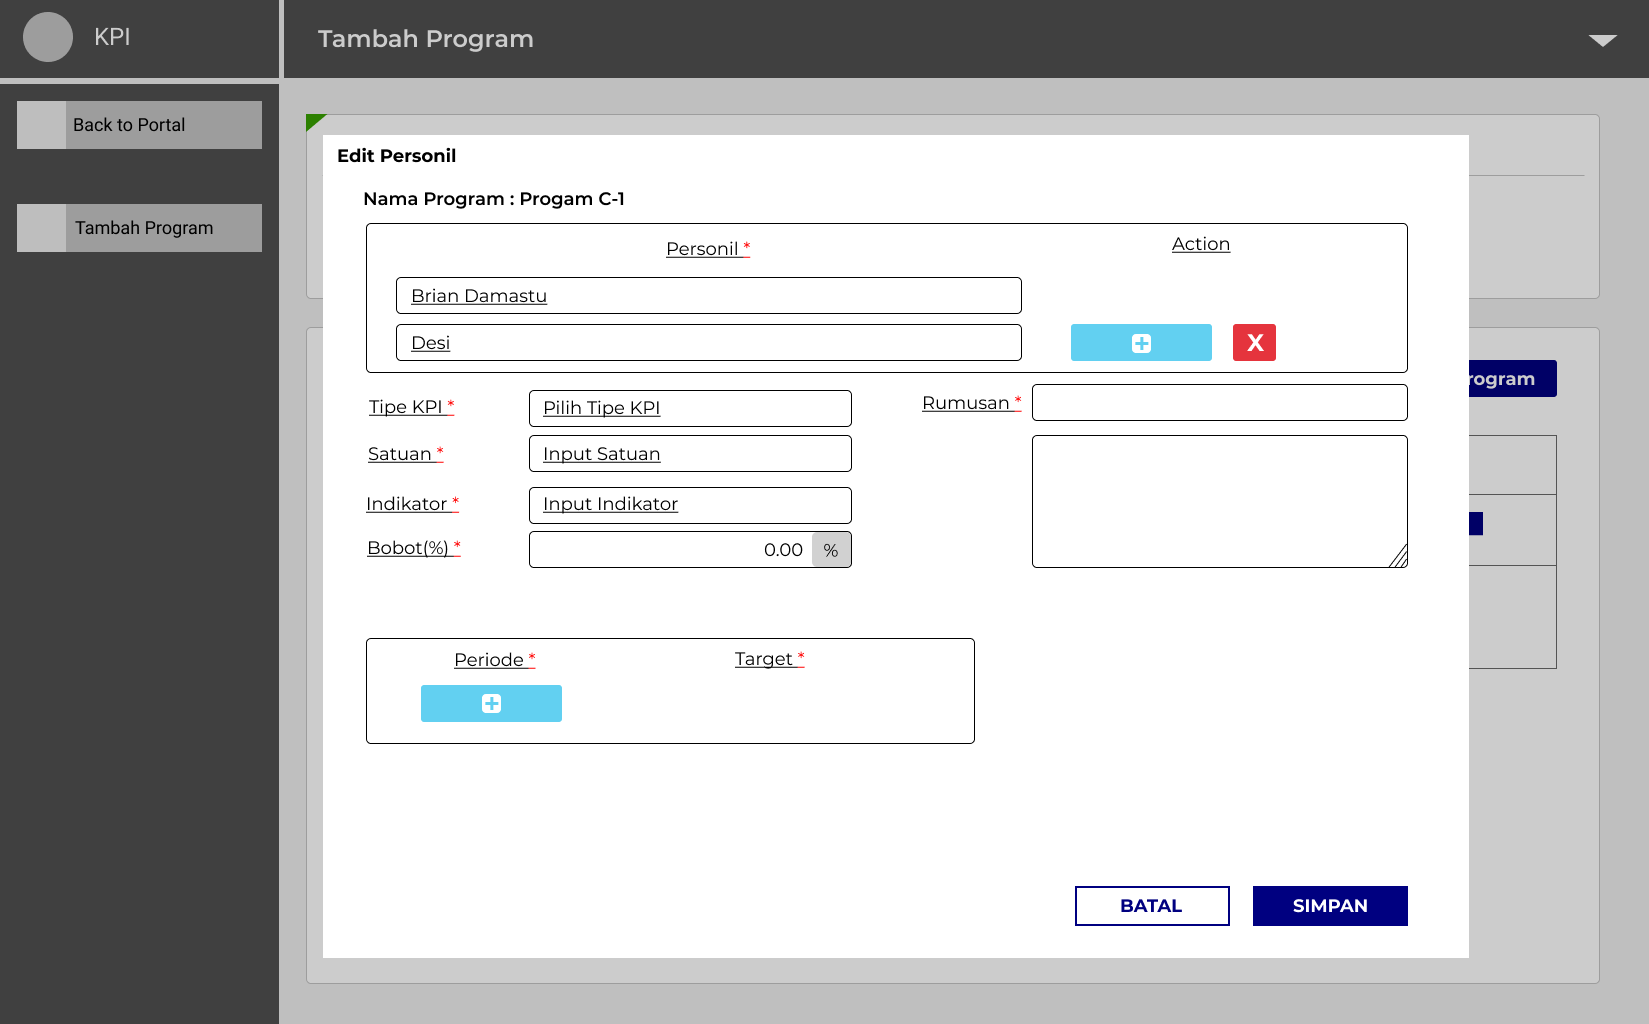 KPI
Tambah Program
Back to Portal
Tambah Program
Edit Personil
Nama Program : Progam C-1
Personil *
Action
Brian Damastu
Desi
X
rogram
Tipe KPI *
Pilih Tipe KPI
Rumusan *
Satuan *
Input Satuan
Indikator *
Input Indikator
Bobot(%) *
0.00 %
Periode *
Target *
BATAL
SIMPAN